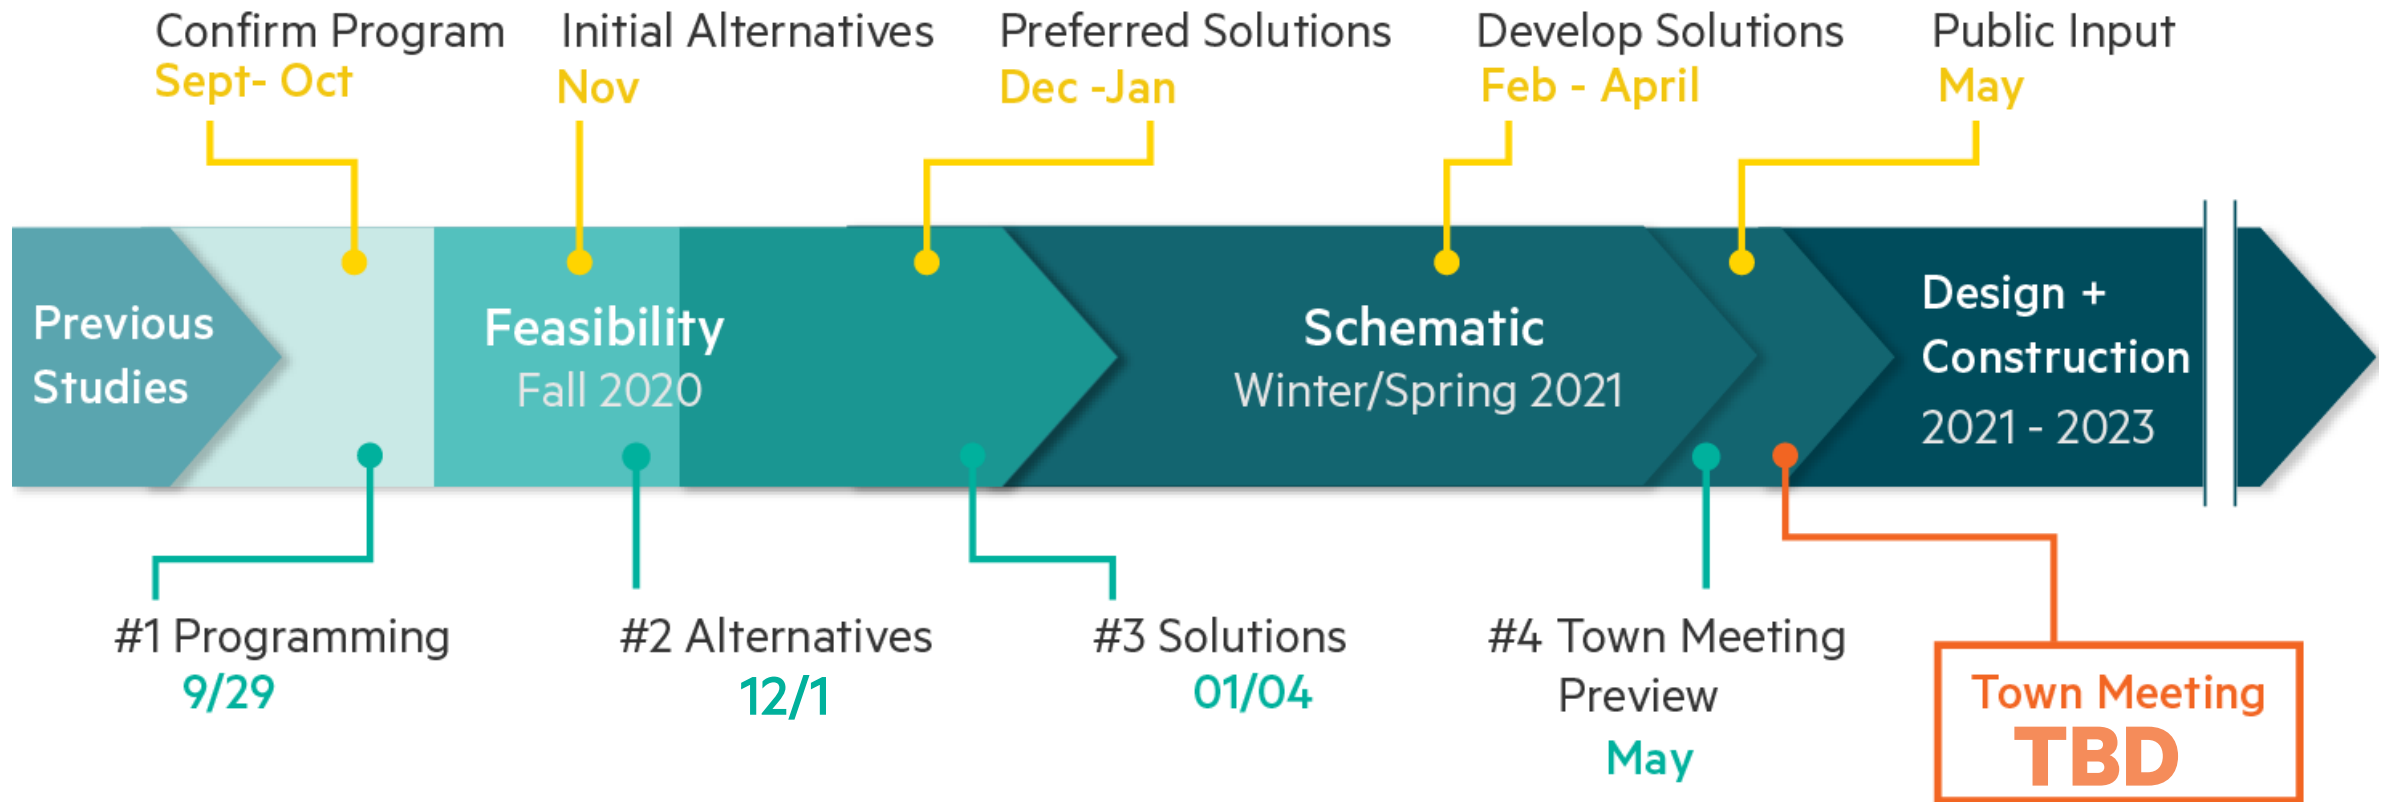 Confirm Program
Sept- Oct
Initial Alternatives
Nov
Preferred Solutions
Dec -Jan
Develop Solutions
Feb - April
Public Input
May
Previous
Studies
Feasibility
Fall 2020
Schematic
Winter/Spring 2021
Design +
Construction
2021 - 2023
#1 Programming
9/29
#2 Alternatives
12/1
#3 Solutions
01/04
#4 Town Meeting
Preview
May
Town Meeting
TBD